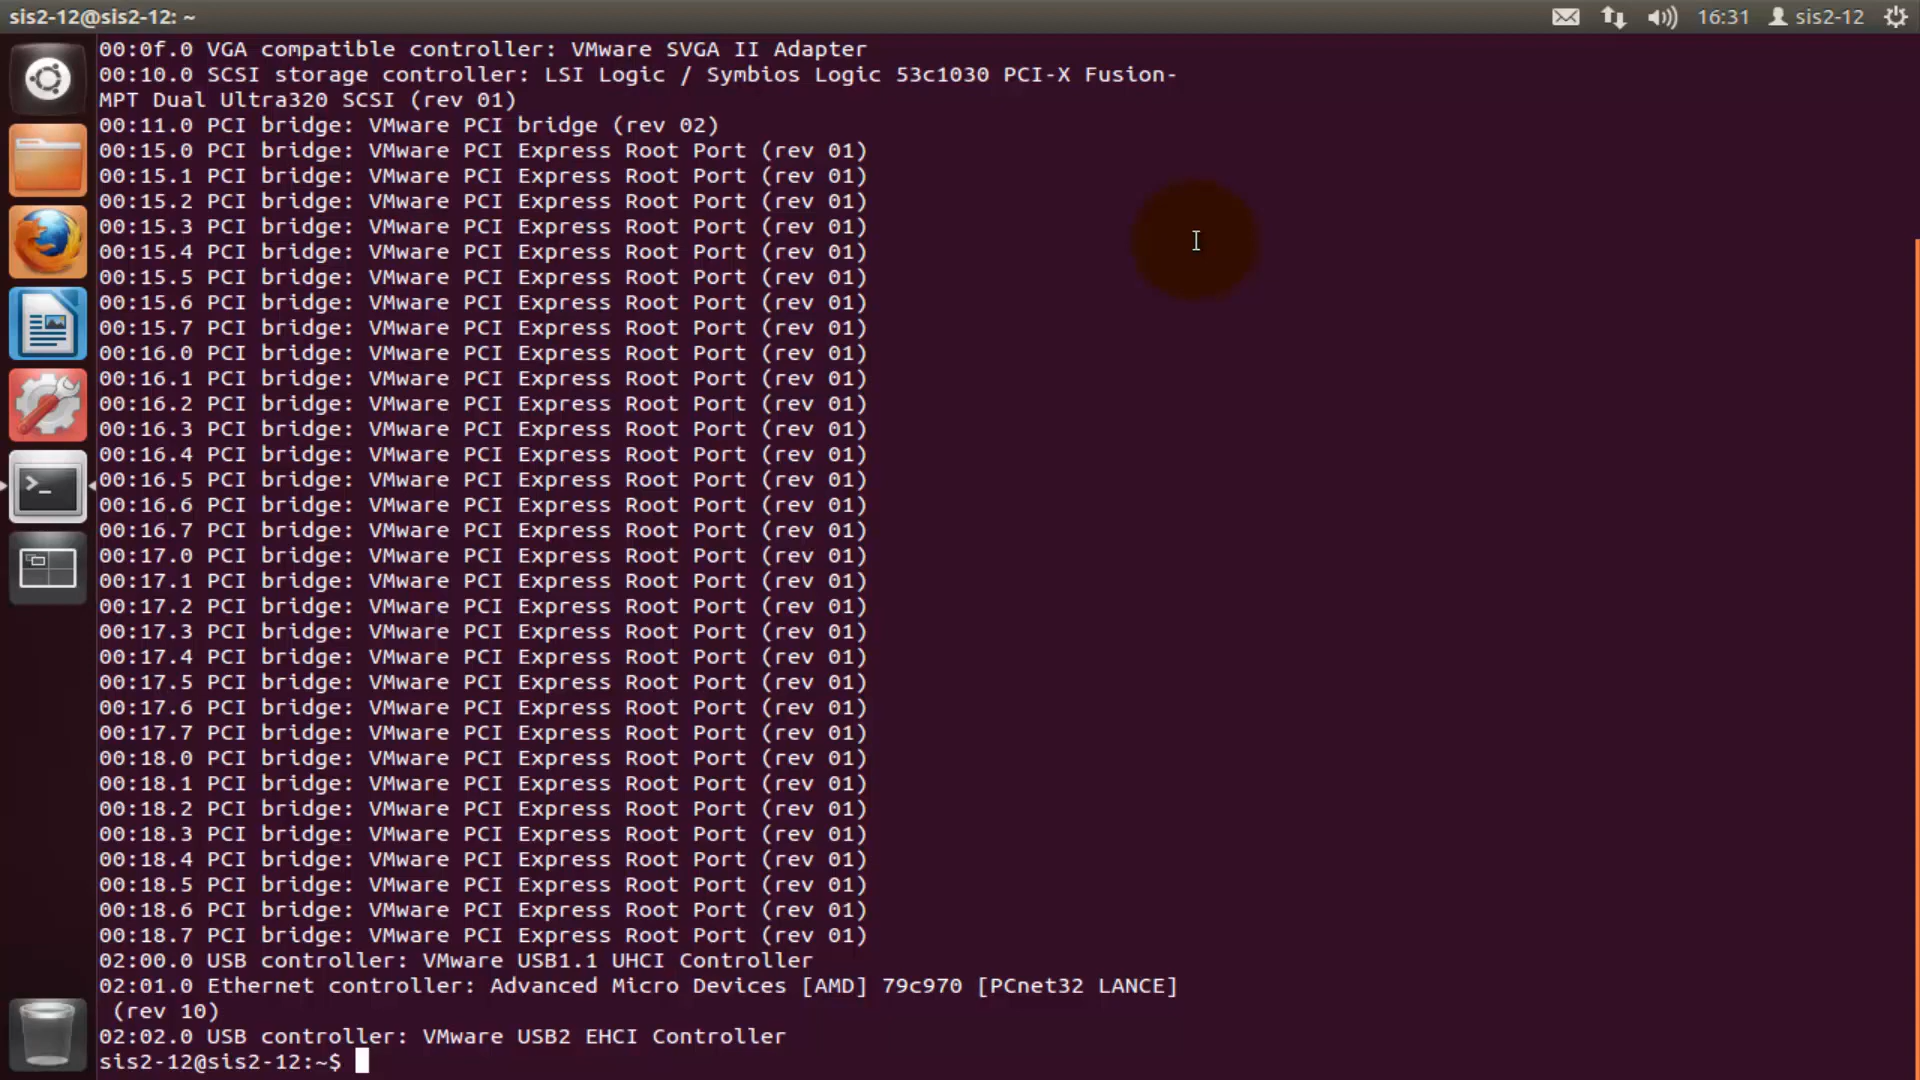 sis2-12@sis2-12: ~
16:31
sis2-12
00:0f.0 VGA compatible controller: VMware SVGA II Adapter
00:10.0 SCSI storage controller: LSI Logic / Symbios Logic 53c1030 PCI-X Fusion-
MPT Dual Ultra320 SCSI (rev 01)
00:11.0 PCI bridge: VMware PCI bridge (rev 02)
00:15.0 PCI bridge: VMware PCI Express Root Port (rev 01)
00:15.1 PCI bridge: VMware PCI Express Root Port (rev 01)
00:15.2 PCI bridge: VMware PCI Express Root Port (rev 01)
00:15.3 PCI bridge: VMware PCI Express Root Port (rev 01)
00:15.4 PCI bridge: VMware PCI Express Root Port (rev 01)
00:15.5 PCI bridge: VMware PCI Express Root Port (rev 01)
00:15.6 PCI bridge: VMware PCI Express Root Port (rev 01)
00:15.7 PCI bridge: VMware PCI Express Root Port (rev 01)
00:16.0 PCI bridge: VMware PCI Express Root Port (rev 01)
00:16.1 PCI bridge: VMware PCI Express Root Port (rev 01)
00:16.2 PCI bridge: VMware PCI Express Root Port (rev 01)
00:16.3 PCI bridge: VMware PCI Express Root Port (rev 01)
00:16.4 PCI bridge: VMware PCI Express Root Port (rev 01)
00:16.5 PCI bridge: VMware PCI Express Root Port (rev 01)
00:16.6 PCI bridge: VMware PCI Express Root Port (rev 01)
00:16.7 PCI bridge: VMware PCI Express Root Port (rev 01)
00:17.0 PCI bridge: VMware PCI Express Root Port (rev 01)
00:17.1 PCI bridge: VMware PCI Express Root Port (rev 01)
00:17.2 PCI bridge: VMware PCI Express Root Port (rev 01)
00:17.3 PCI bridge: VMware PCI Express Root Port (rev 01)
00:17.4 PCI bridge: VMware PCI Express Root Port (rev 01)
00:17.5 PCI bridge: VMware PCI Express Root Port (rev 01)
00:17.6 PCI bridge: VMware PCI Express Root Port (rev 01)
00:17.7 PCI bridge: VMware PCI Express Root Port (rev 01)
00:18.0 PCI bridge: VMware PCI Express Root Port (rev 01)
00:18.1 PCI bridge: VMware PCI Express Root Port (rev 01)
00:18.2 PCI bridge: VMware PCI Express Root Port (rev 01)
00:18.3 PCI bridge: VMware PCI Express Root Port (rev 01)
00:18.4 PCI bridge: VMware PCI Express Root Port (rev 01)
00:18.5 PCI bridge: VMware PCI Express Root Port (rev 01)
00:18.6 PCI bridge: VMware PCI Express Root Port (rev 01)
00:18.7 PCI bridge: VMware PCI Express Root Port (rev 01)
02:00.0 USB controller: VMware USB1.1 UHCI Controller
02:01.0 Ethernet controller: Advanced Micro Devices [AMD] 79c970 [PCnet32 LANCE]
 (rev 10)
02:02.0 USB controller: VMware USB2 EHCI Controller
sis2-12@sis2-12:~$